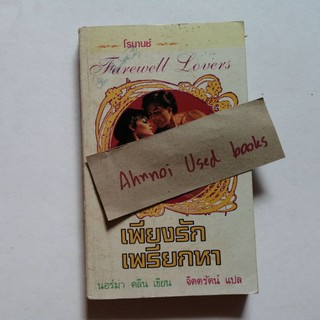 โรมานซ์
Farewell Lovers
Ahnnoi Used books
เพียงรัก
เพรียกหา
นอร์มา คลีน เขียน จิตตรัตน์ แปล